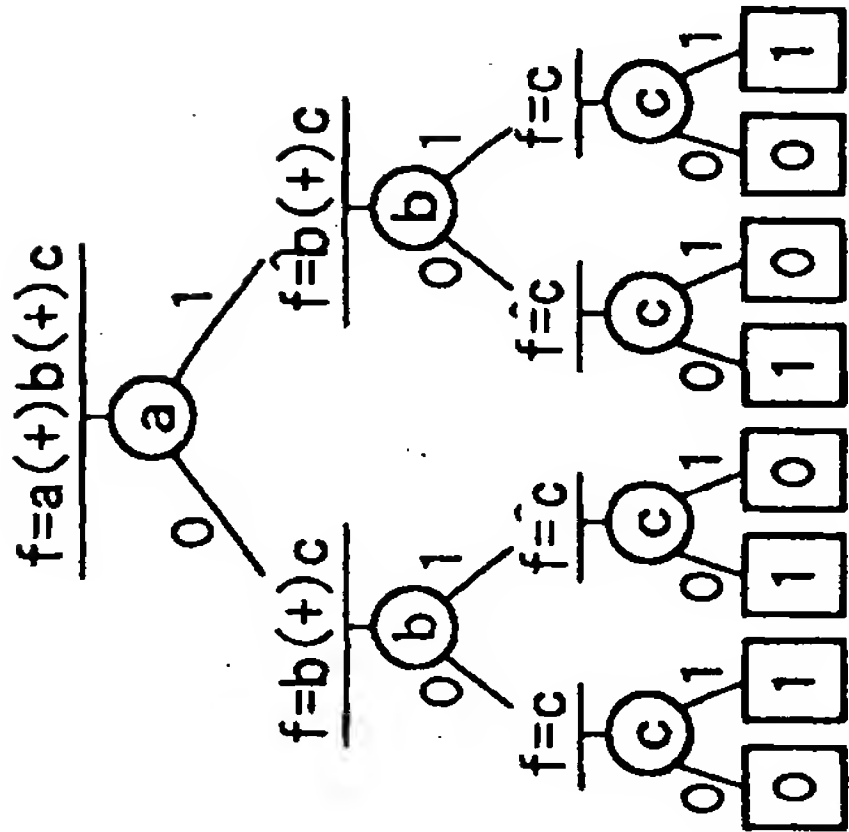 f=a(+)b(+)c
a
0 1
f=b(+)c f=^b(+)c
b b
0 1 0 1
f=c f=^c f=^c f=c
c c c c
0 1 0 1 0 1 0 1
0 1 1 0 1 0 0 1